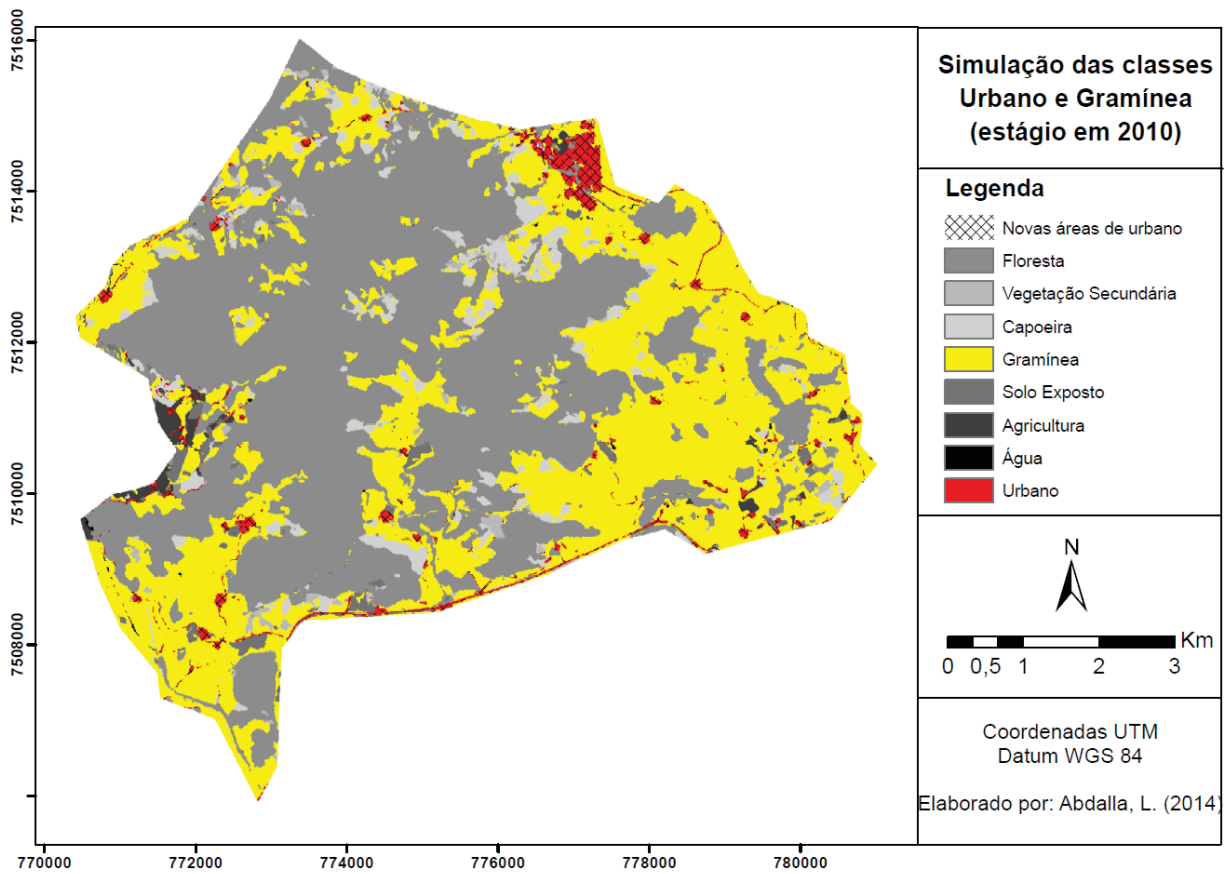 Simulação das classes
Urbano e Gramínea
(estágio em 2010)
Legenda
Novas áreas de urbano
Floresta
Vegetação Secundária
Capoeira
Gramínea
Solo Exposto
Agricultura
Água
Urbano
N
Km
0 0,5 1 2 3
Coordenadas UTM
Datum WGS 84
Elaborado por: Abdalla, L. (2014)
7516000
7514000
7512000
7510000
7508000
770000 772000 774000 776000 778000 780000